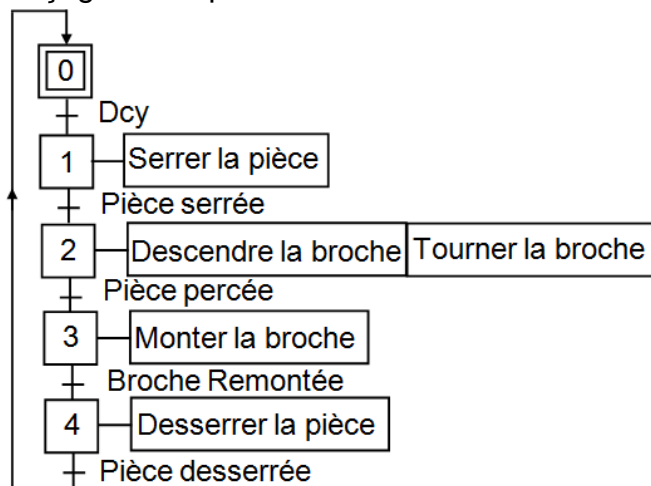 0
Dcy
1 Serrer la pièce
Pièce serrée
2 Descendre la broche Tourner la broche
Pièce percée
3 Monter la broche
Broche Remontée
4 Desserrer la pièce
Pièce desserrée